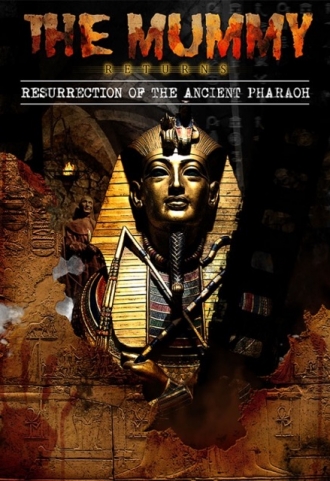 THE MUMMY
RETURNS
RESURRECTION OF THE ANCIENT PHARAOH